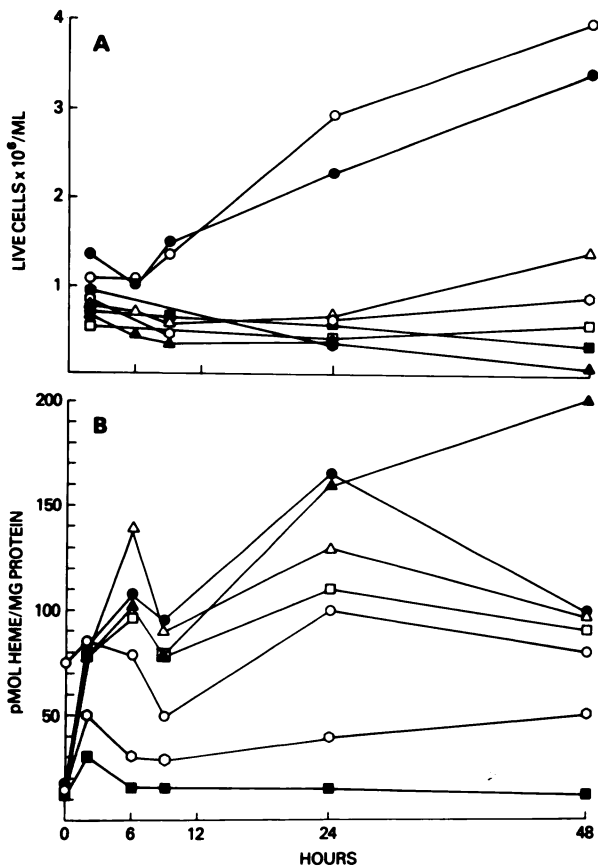 A
4
3
2
1
LIVE CELLS x 10⁶/ML
B
200
150
100
50
pMOL HEME/MG PROTEIN
0 6 12 24 48
HOURS